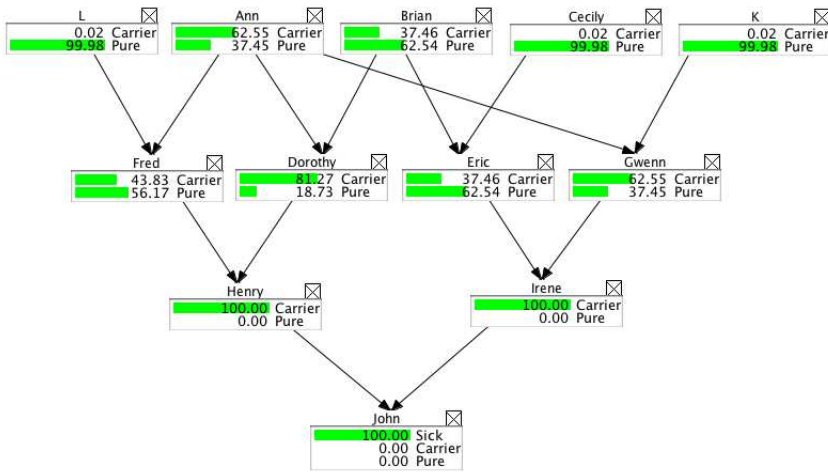 L
0.02 Carrier
99.98 Pure
Ann
62.55 Carrier
37.45 Pure
Brian
37.46 Carrier
62.54 Pure
Cecily
0.02 Carrier
99.98 Pure
K
0.02 Carrier
99.98 Pure
Fred
43.83 Carrier
56.17 Pure
Dorothy
81.27 Carrier
18.73 Pure
Eric
37.46 Carrier
62.54 Pure
Gwenn
62.55 Carrier
37.45 Pure
Henry
100.00 Carrier
0.00 Pure
Irene
100.00 Carrier
0.00 Pure
John
100.00 Sick
0.00 Carrier
0.00 Pure